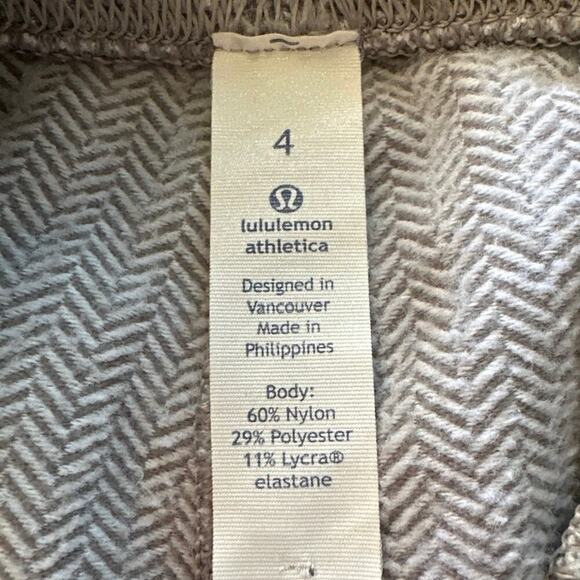 4
lululemon
athletica
Designed in
Vancouver
Made in
Philippines
Body:
60% Nylon
29% Polyester
11% Lycra®
elastane